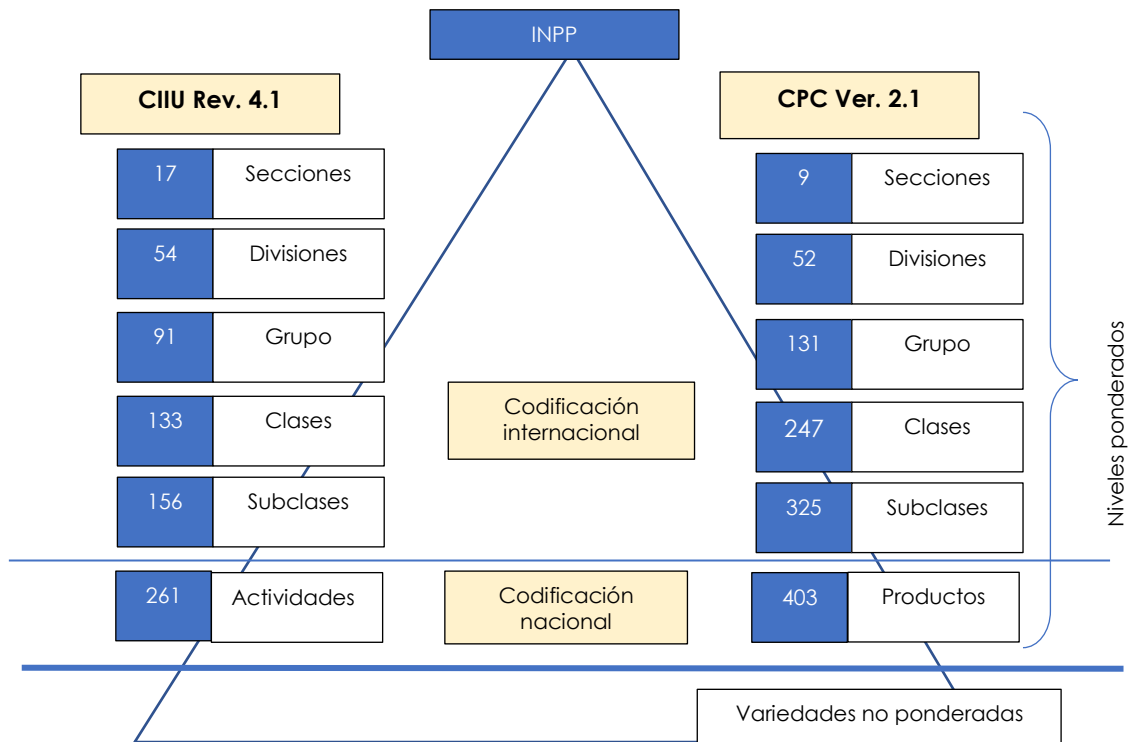 INPP
CIIU Rev. 4.1
CPC Ver. 2.1
17 Secciones
9 Secciones
54 Divisiones
52 Divisiones
91 Grupo
131 Grupo
Codificación
internacional
133 Clases
247 Clases
156 Subclases
325 Subclases
Niveles ponderados
261 Actividades
Codificación
nacional
403 Productos
Variedades no ponderadas